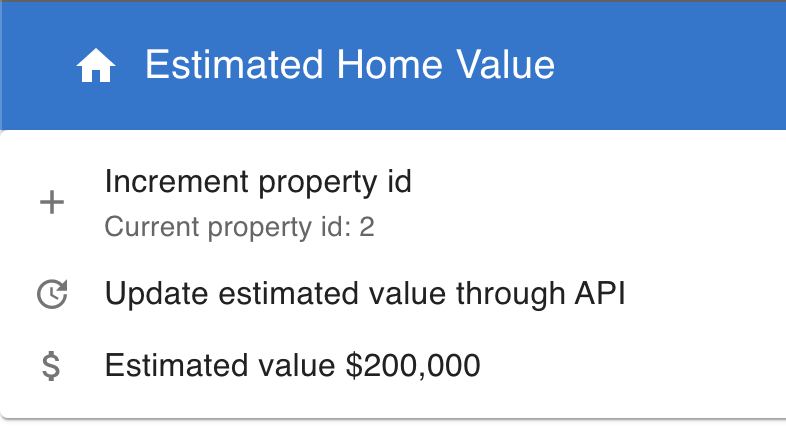 Estimated Home Value
Increment property id
Current property id: 2
Update estimated value through API
$
Estimated value $200,000